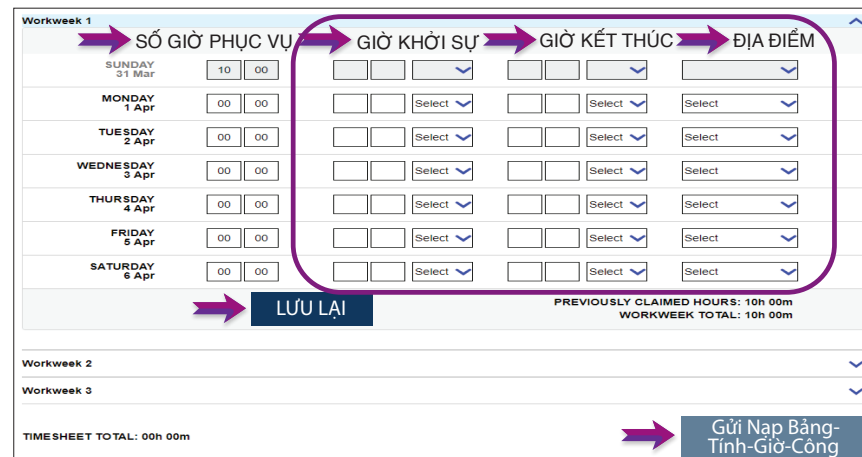 Workweek 1
SỐ GIỜ PHỤC VỤ GIỜ KHỞI SỰ GIỜ KẾT THÚC ĐỊA ĐIỂM
SUNDAY
31 Mar 10 00
MONDAY
1 Apr 00 00 Select Select Select
TUESDAY
2 Apr 00 00 Select Select Select
WEDNESDAY
3 Apr 00 00 Select Select Select
THURSDAY
4 Apr 00 00 Select Select Select
FRIDAY
5 Apr 00 00 Select Select Select
SATURDAY
6 Apr 00 00 Select Select Select
LƯU LẠI
PREVIOUSLY CLAIMED HOURS: 10h 00m
WORKWEEK TOTAL: 10h 00m
Workweek 2
Workweek 3
TIMESHEET TOTAL: 00h 00m
Gửi Nạp Bảng-
Tính-Giờ-Công